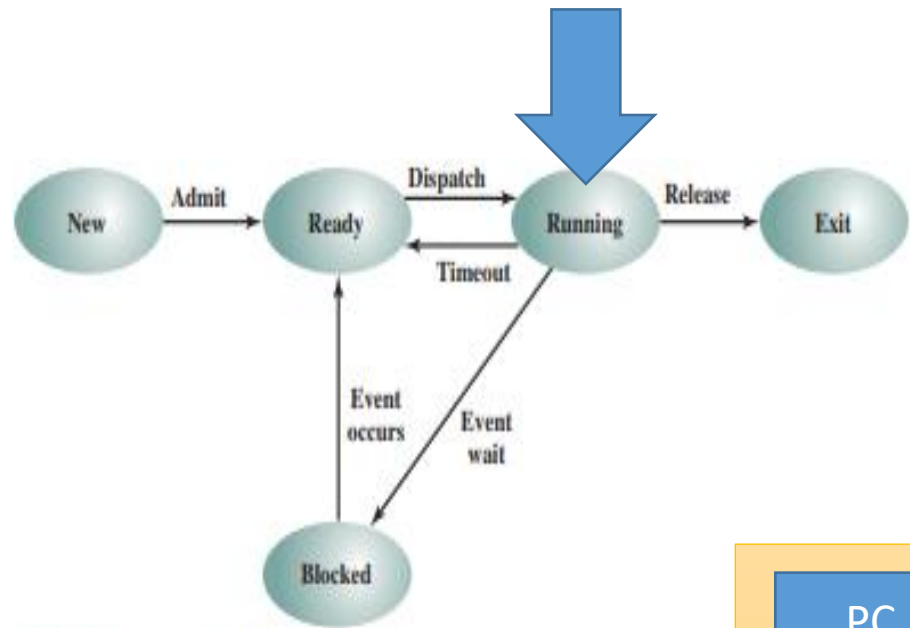 Dispatch
Admit
Release
New
Ready
Running
Exit
Timeout
Event
occurs
Event
wait
Blocked
PC